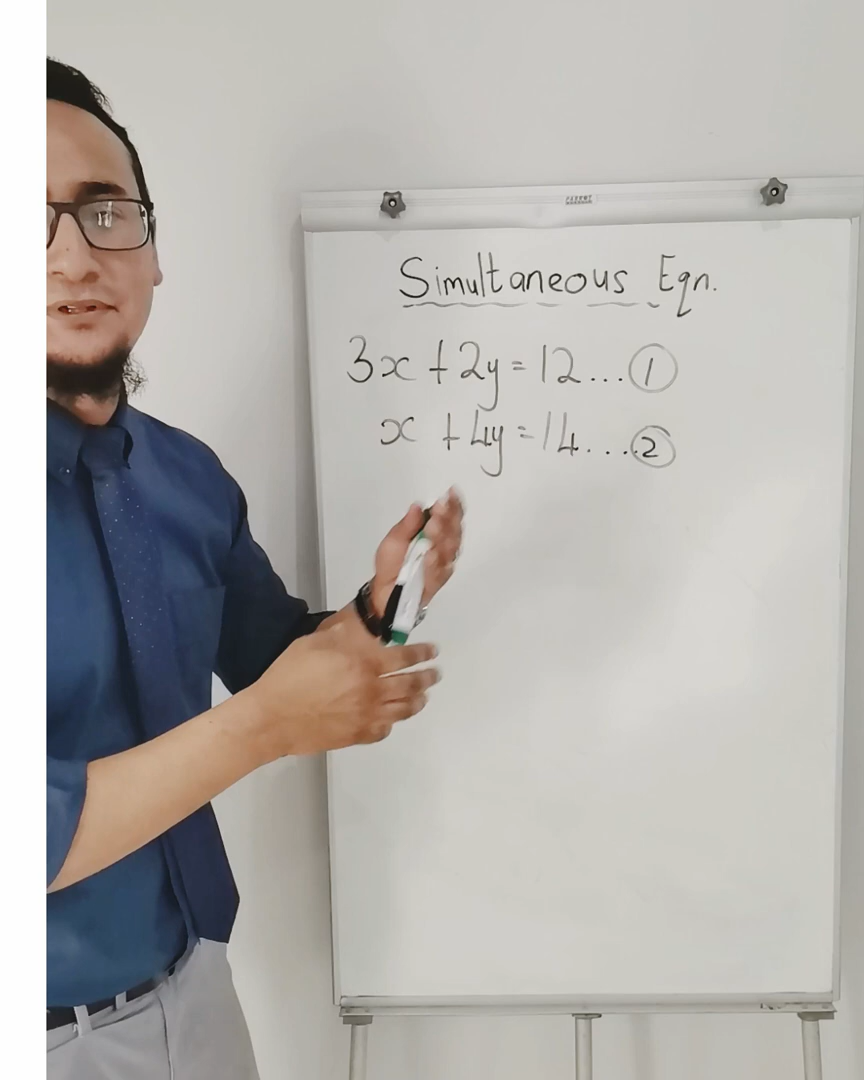 Simultaneous Eqn.
3x + 2y = 12 ... ①
x + 4y = 14 ... ②